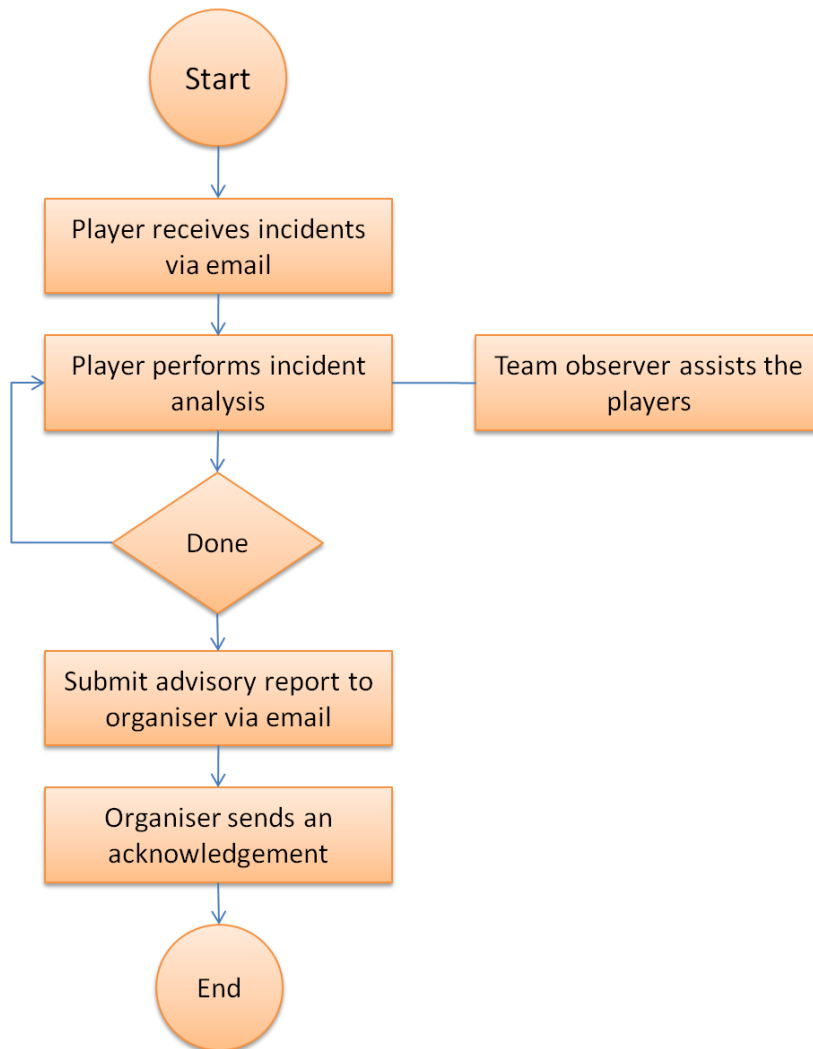 Start
Player receives incidents
via email
Player performs incident
analysis
Team observer assists the
players
Done
Submit advisory report to
organiser via email
Organiser sends an
acknowledgement
End